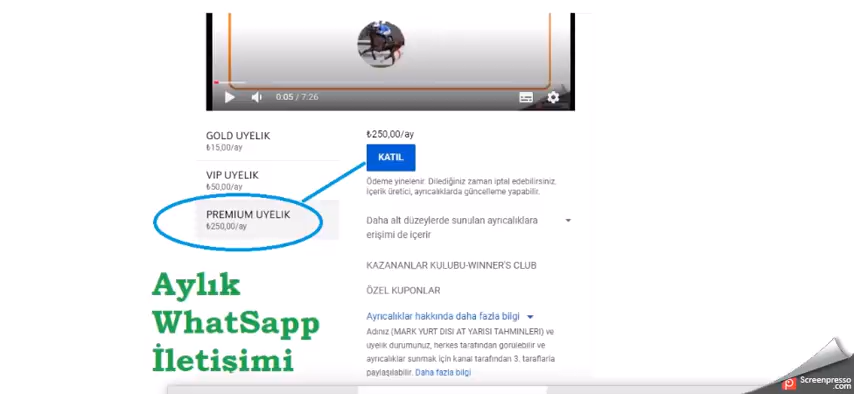 0:05 / 7:26
GOLD UYELIK
₺15,00/ay
VIP UYELIK
₺50,00/ay
PREMIUM UYELIK
₺250,00/ay
Aylık
WhatSapp
İletişimi
₺250,00/ay
KATIL
Ödeme yinelenir. Dilediğiniz zaman iptal edebilirsiniz.
İçerik üretici, ayrıcalıklarda güncelleme yapabilir.
Daha alt düzeylerde sunulan ayrıcalıklara
erişimi de içerir
KAZANANLAR KULUBU-WINNER'S CLUB
ÖZEL KUPONLAR
Ayrıcalıklar hakkında daha fazla bilgi
Adınız (MARK YURT DISI AT YARISI TAHMINLERI) ve
üyelik durumunuz, herkes tarafından görülebilir ve
ayrıcalıklar sunmak için kanal tarafından 3. taraflarla
paylaşılabilir. Daha fazla bilgi
Screenpresso
.com